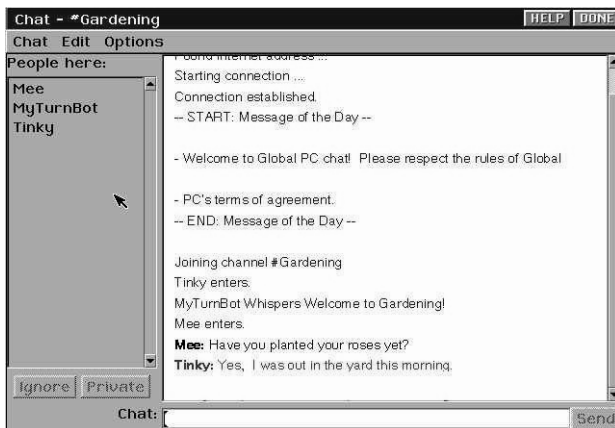 Chat - #Gardening
HELP DONE
Chat Edit Options
People here:
Mee
MyTurnBot
Tinky
Found internet address ...
Starting connection ...
Connection established.
-- START: Message of the Day --
- Welcome to Global PC chat! Please respect the rules of Global
- PC's terms of agreement.
-- END: Message of the Day --
Joining channel #Gardening
Tinky enters.
MyTurnBot Whispers Welcome to Gardening!
Mee enters.
Mee: Have you planted your roses yet?
Tinky: Yes, I was out in the yard this morning.
Ignore Private
Chat:
Send